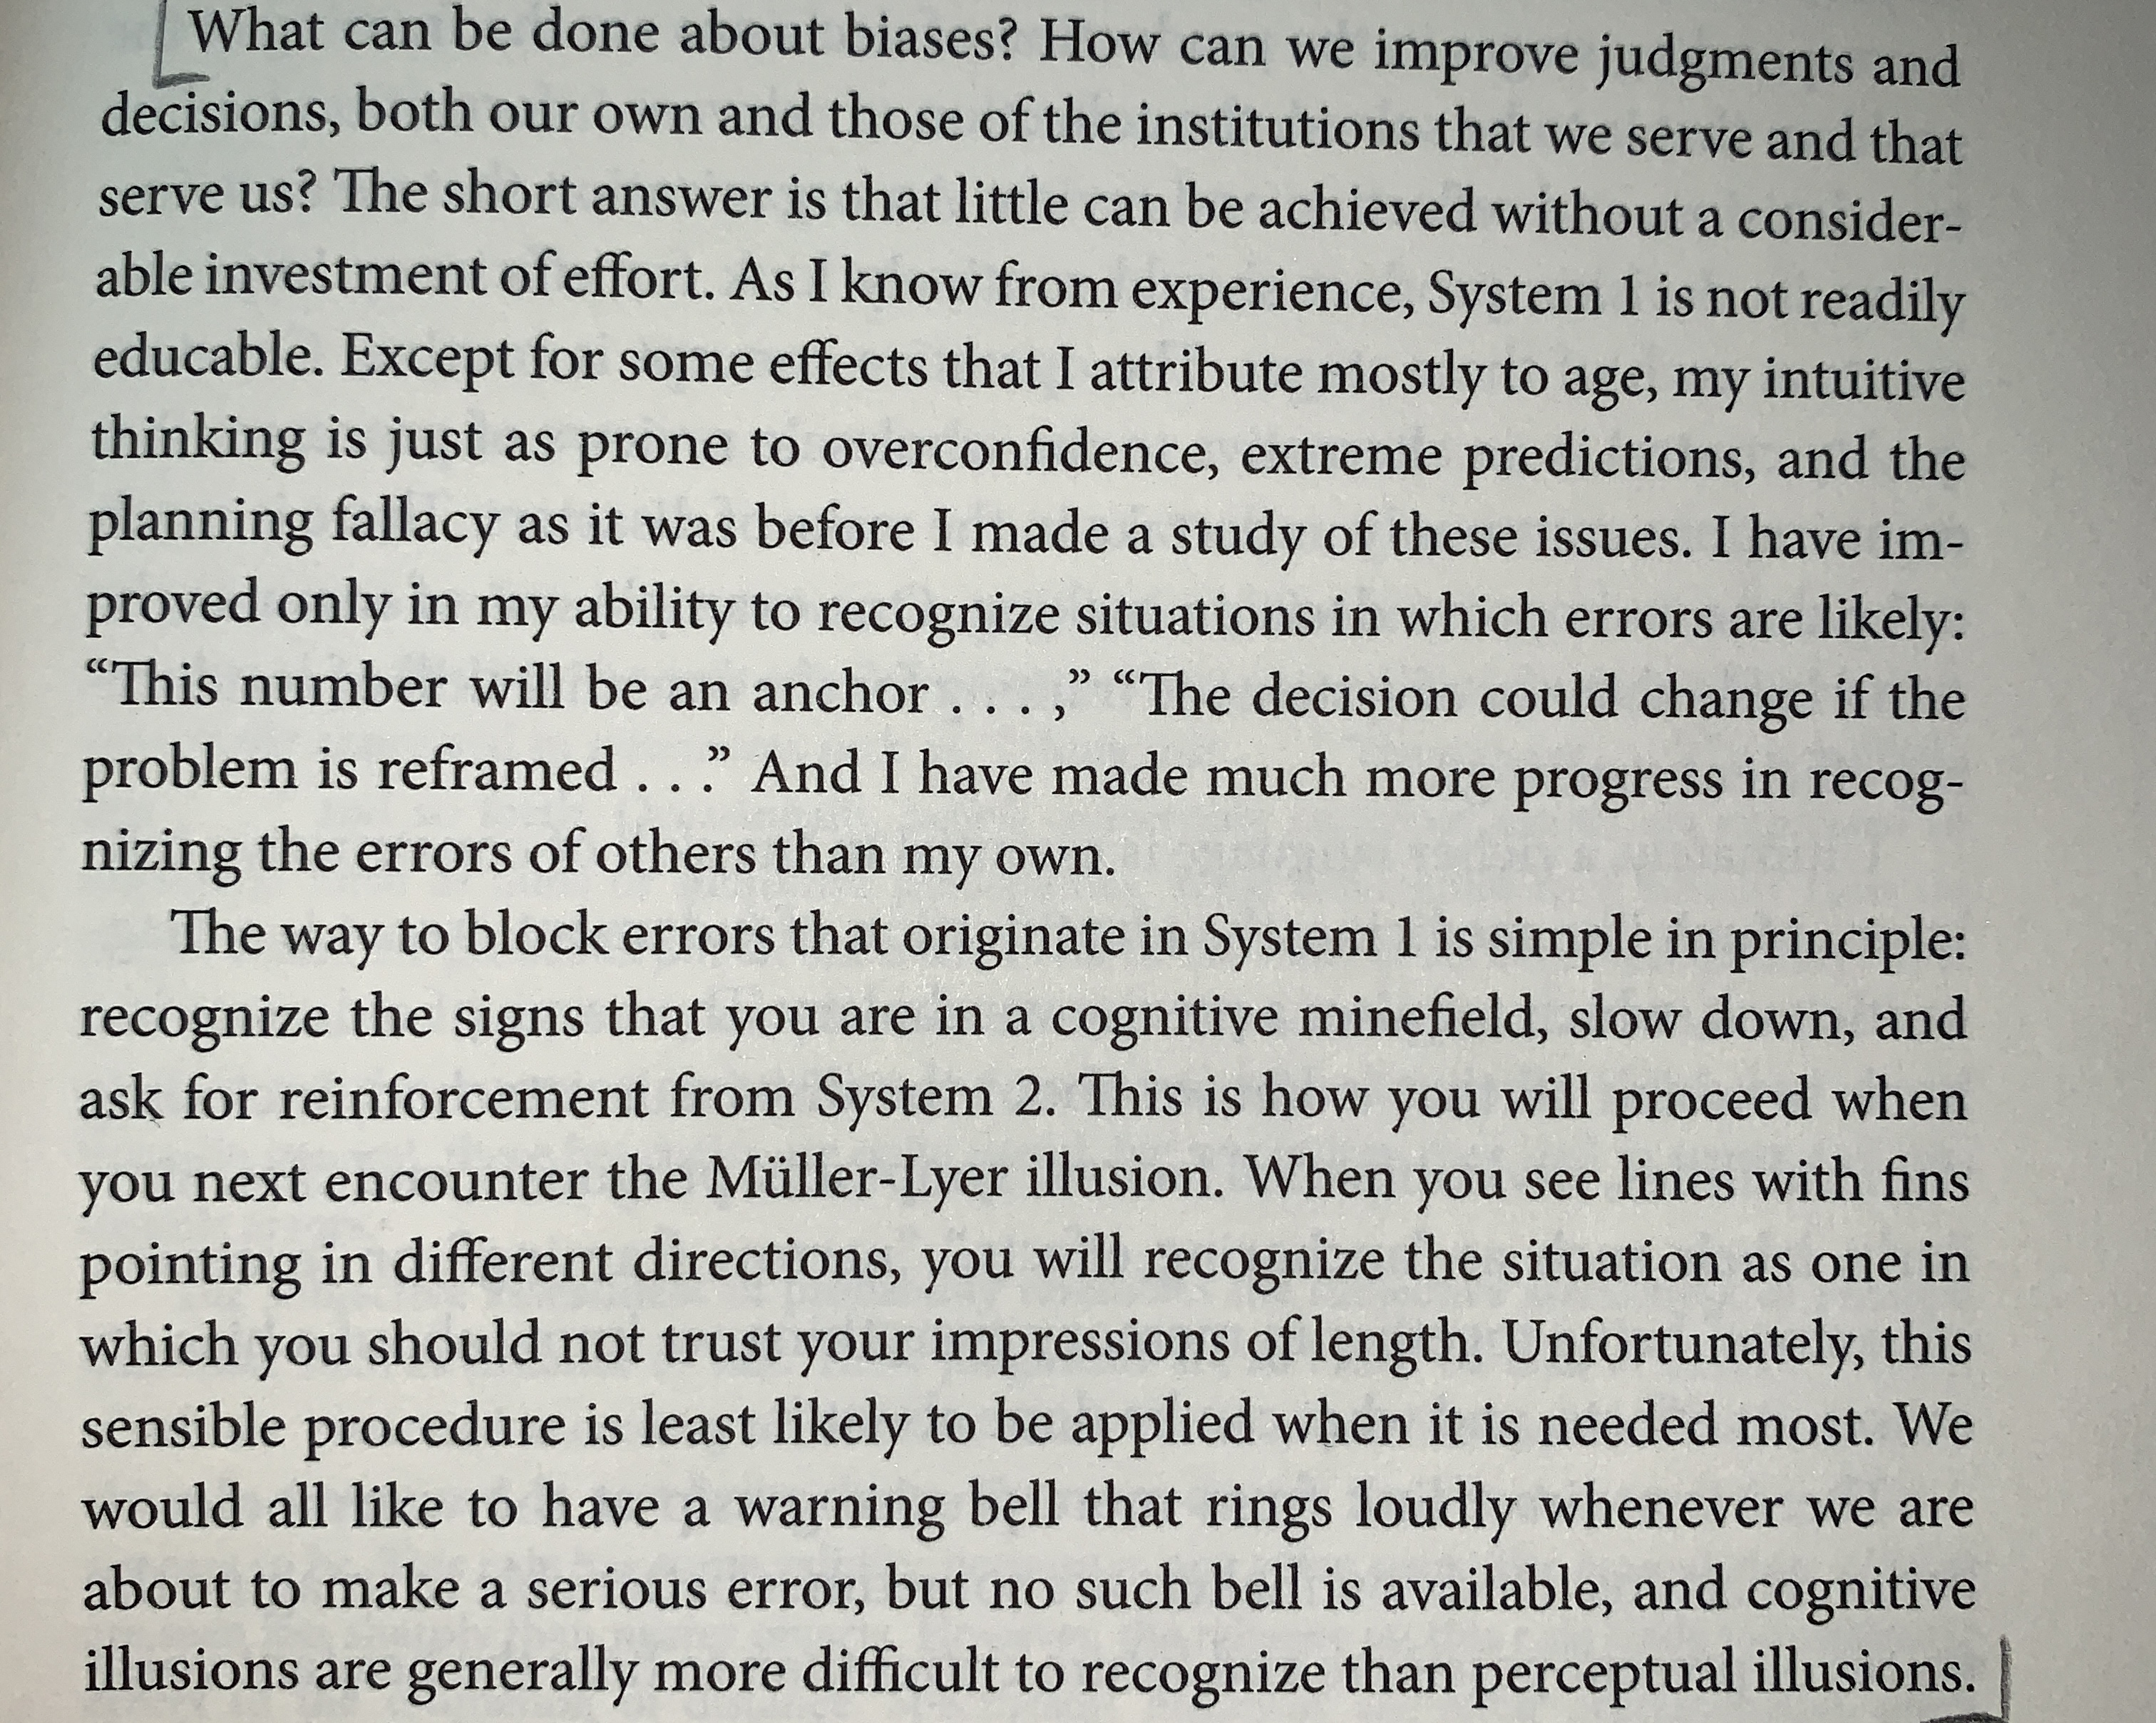 What can be done about biases? How can we improve judgments and
decisions, both our own and those of the institutions that we serve and that
serve us? The short answer is that little can be achieved without a consider-
able investment of effort. As I know from experience, System 1 is not readily
educable. Except for some effects that I attribute mostly to age, my intuitive
thinking is just as prone to overconfidence, extreme predictions, and the
planning fallacy as it was before I made a study of these issues. I have im-
proved only in my ability to recognize situations in which errors are likely:
“This number will be an anchor . . . ,” “The decision could change if the
problem is reframed . . .” And I have made much more progress in recog-
nizing the errors of others than my own.
The way to block errors that originate in System 1 is simple in principle:
recognize the signs that you are in a cognitive minefield, slow down, and
ask for reinforcement from System 2. This is how you will proceed when
you next encounter the Müller-Lyer illusion. When you see lines with fins
pointing in different directions, you will recognize the situation as one in
which you should not trust your impressions of length. Unfortunately, this
sensible procedure is least likely to be applied when it is needed most. We
would all like to have a warning bell that rings loudly whenever we are
about to make a serious error, but no such bell is available, and cognitive
illusions are generally more difficult to recognize than perceptual illusions.